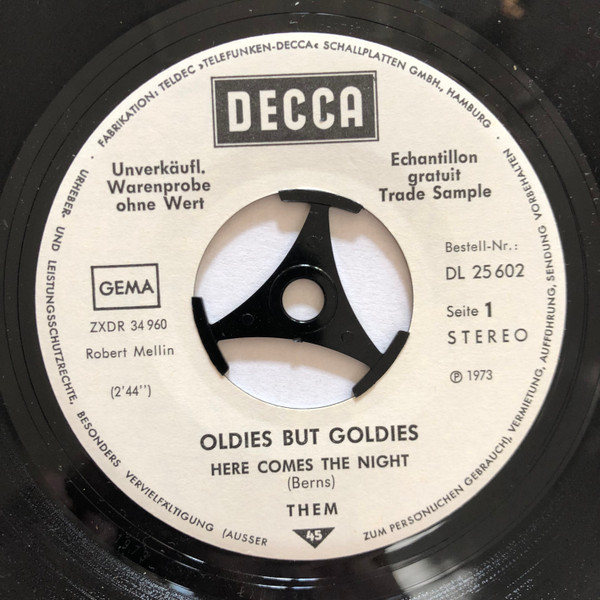 FABRIKATION: TELDEC »TELEFUNKEN-DECCA« SCHALLPLATTEN GMBH., HAMBURG ·
URHEBER- UND LEISTUNGSSCHUTZRECHTE, BESONDERS VERVIELFÄLTIGUNG (AUSSER ZUM PERSÖNLICHEN GEBRAUCH), VERMIETUNG, AUFFÜHRUNG, SENDUNG VORBEHALTEN ·
DECCA
Unverkäufl.
Warenprobe
ohne Wert
Echantillon
gratuit
Trade Sample
GEMA
ZXDR 34 960
Robert Mellin
(2'44")
Bestell-Nr.:
DL 25 602
Seite 1
STEREO
℗ 1973
OLDIES BUT GOLDIES
HERE COMES THE NIGHT
(Berns)
THEM
45